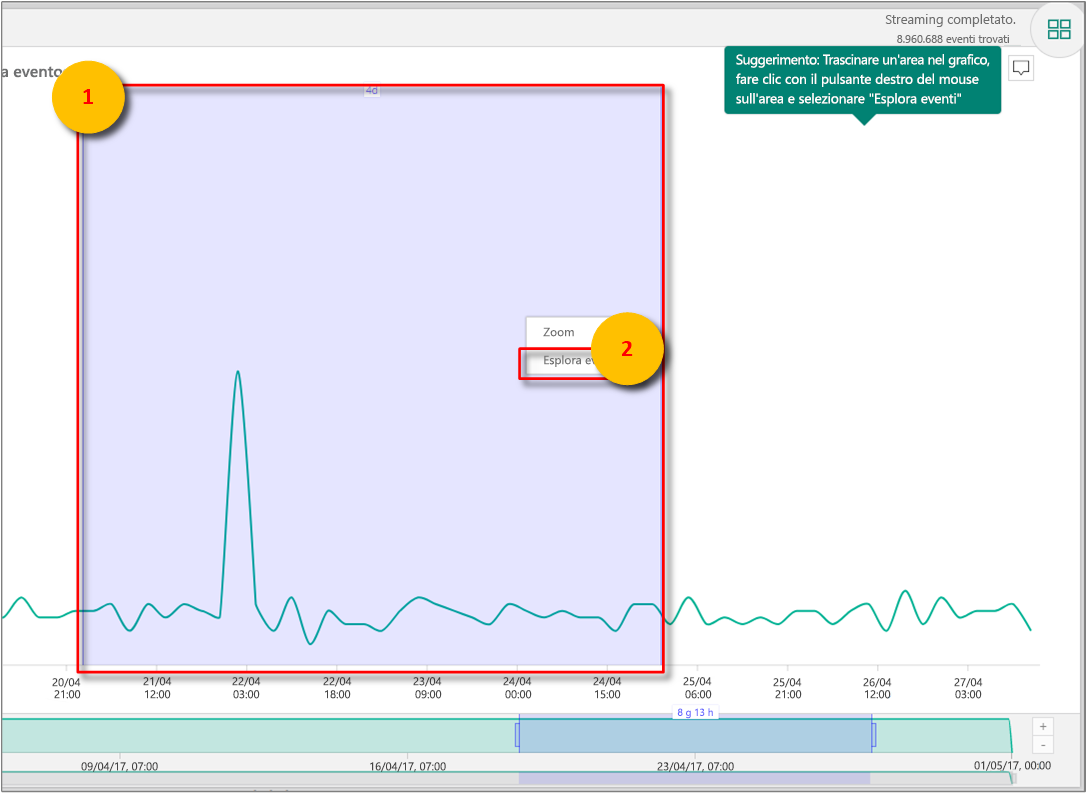 Streaming completato.
8.960.688 eventi trovati
a evento
Suggerimento: Trascinare un'area nel grafico,
fare clic con il pulsante destro del mouse
sull'area e selezionare "Esplora eventi"
1
4d
Zoom
Esplora
2
20/04 21/04 22/04 22/04 23/04 24/04 24/04 25/04 25/04 26/04 27/04
21:00 12:00 03:00 18:00 09:00 00:00 15:00 06:00 21:00 12:00 03:00
8 g 13 h
+
-
09/04/17, 07:00 16/04/17, 07:00 23/04/17, 07:00 01/05/17, 00:00